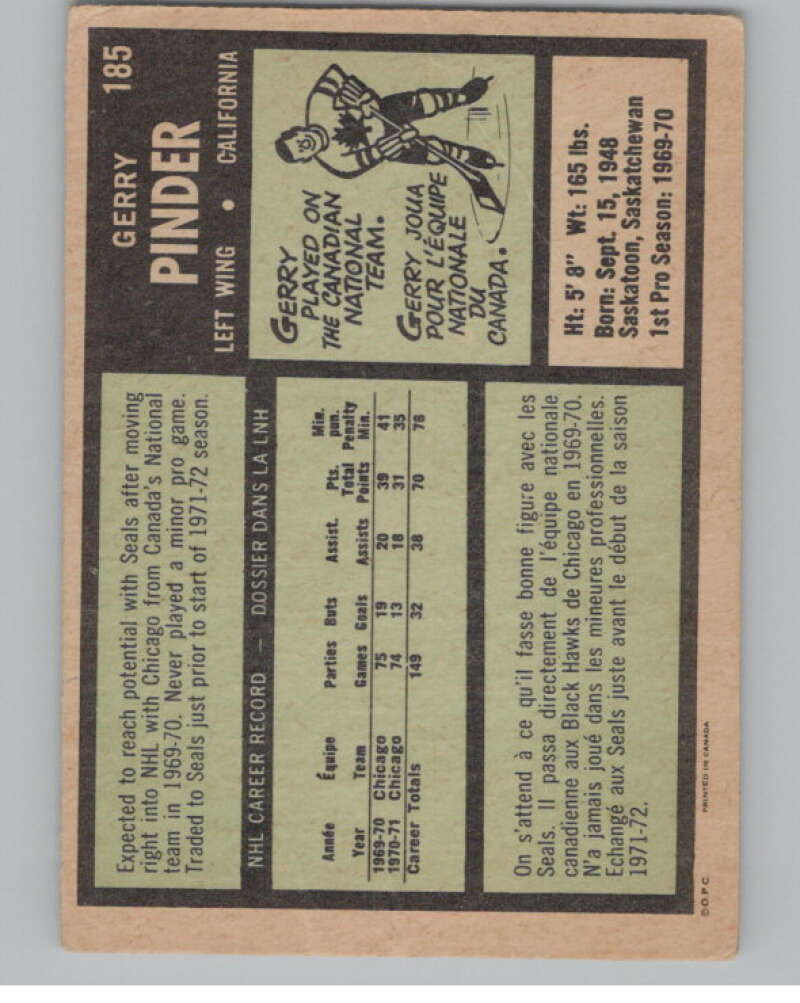 GERRY 185
PINDER
LEFT WING • CALIFORNIA
Expected to reach potential with Seals after moving
right into NHL with Chicago from Canada's National
team in 1969-70. Never played a minor pro game.
Traded to Seals just prior to start of 1971-72 season.
GERRY
PLAYED ON
THE CANADIAN
NATIONAL
TEAM.
GERRY JOUA
POUR L'ÉQUIPE
NATIONALE
DU
CANADA.
NHL CAREER RECORD — DOSSIER DANS LA LNH
Min.
Pts. pun.
Année Équipe Parties Buts Assist. Total Penalty
Year Team Games Goals Assists Points Min.
1969-70 Chicago 75 19 20 39 41
1970-71 Chicago 74 13 18 31 35
Career Totals 149 32 38 70 76
Ht: 5' 8" Wt: 165 lbs.
Born: Sept. 15, 1948
Saskatoon, Saskatchewan
1st Pro Season: 1969-70
On s'attend à ce qu'il fasse bonne figure avec les
Seals. Il passa directement de l'équipe nationale
canadienne aux Black Hawks de Chicago en 1969-70.
N'a jamais joué dans les mineures professionnelles.
Echangé aux Seals juste avant le début de la saison
1971-72.
©O.P.C. PRINTED IN CANADA